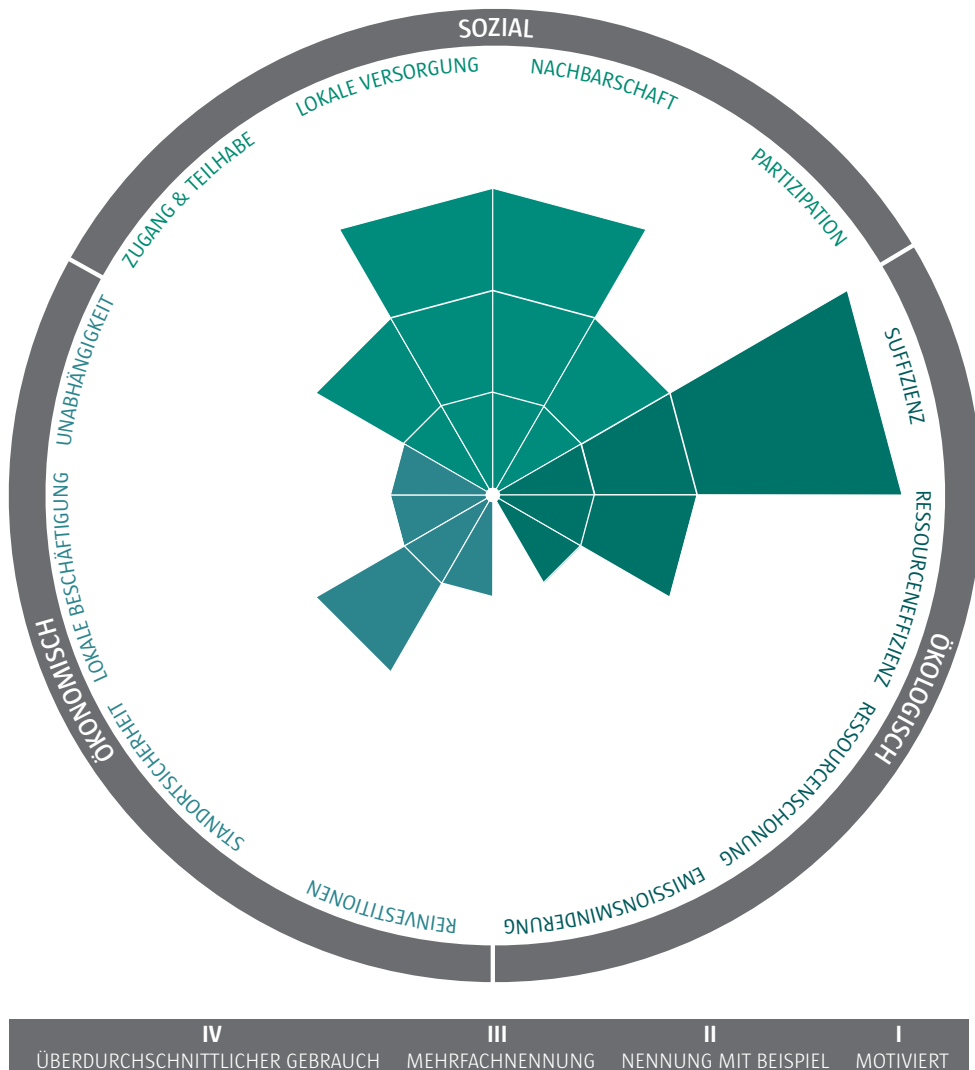 SOZIAL
LOKALE VERSORGUNG
NACHBARSCHAFT
ZUGANG & TEILHABE
PARTIZIPATION
UNABHÄNGIGKEIT
SUFFIZIENZ
LOKALE BESCHÄFTIGUNG
RESSOURCENEFFIZIENZ
ÖKONOMISCH
ÖKOLOGISCH
STANDORTSICHERHEIT
RESSOURCENSCHONUNG
REINVESTITIONEN
EMISSIONSMINDERUNG
IV III II I
ÜBERDURCHSCHNITTLICHER GEBRAUCH MEHRFACHNENNUNG NENNUNG MIT BEISPIEL MOTIVIERT